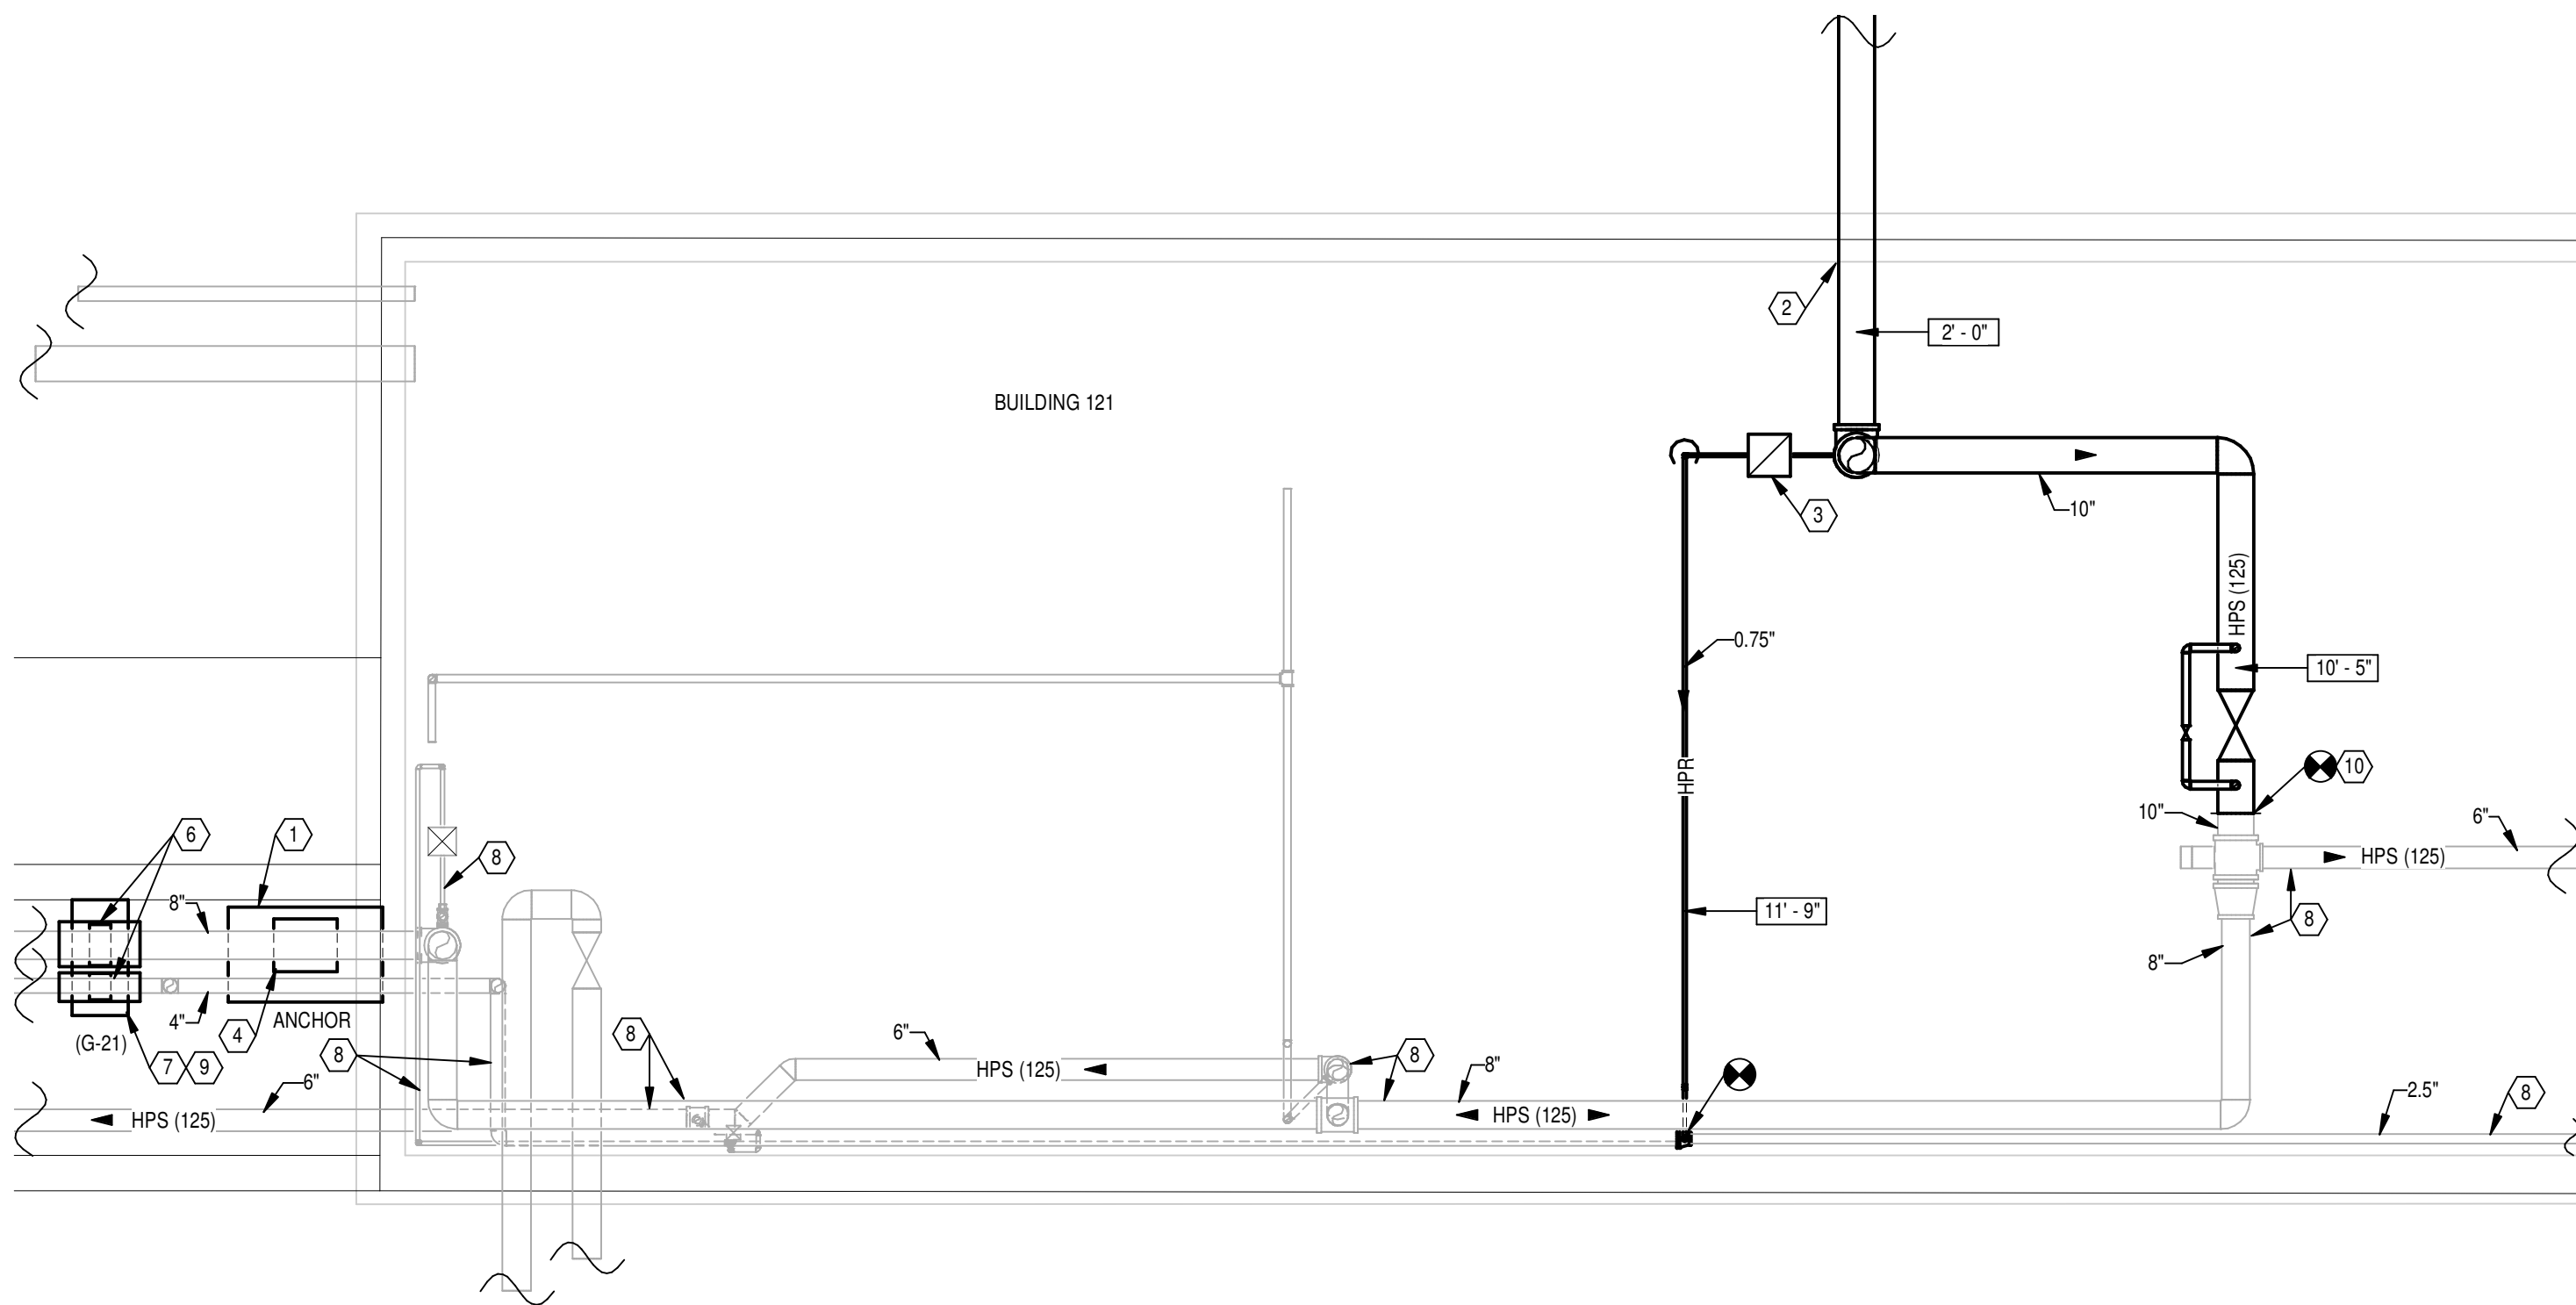 2
2' - 0"
BUILDING 121
3
10"
HPS (125)
0.75"
10' - 5"
HPR
10
10"
6"
HPS (125)
6
1
8
8"
11' - 9"
8
8"
4"
4
ANCHOR
(G-21)
7
9
8
8
6"
HPS (125)
8
8"
6"
HPS (125)
HPS (125)
2.5"
8